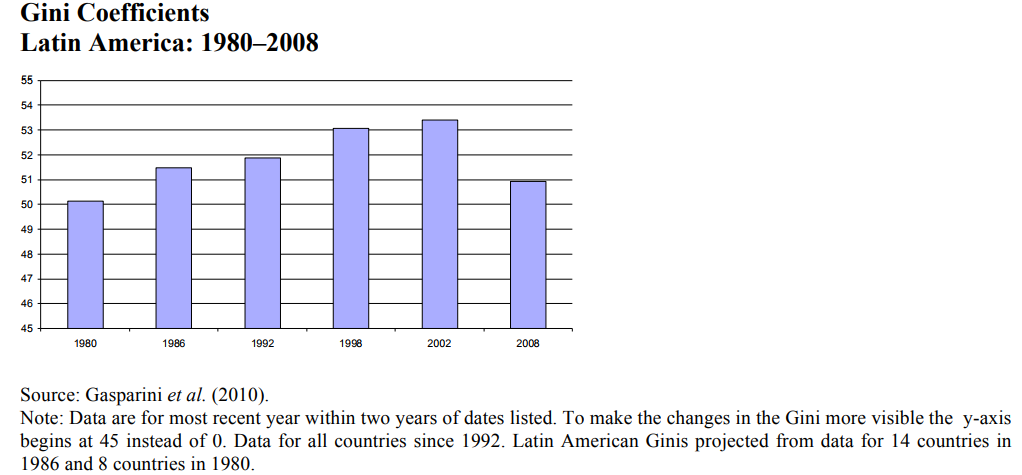 Gini Coefficients
Latin America: 1980–2008
55
54
53
52
51
50
49
48
47
46
45
1980 1986 1992 1998 2002 2008
Source: Gasparini et al. (2010).
Note: Data are for most recent year within two years of dates listed. To make the changes in the Gini more visible the y-axis
begins at 45 instead of 0. Data for all countries since 1992. Latin American Ginis projected from data for 14 countries in
1986 and 8 countries in 1980.